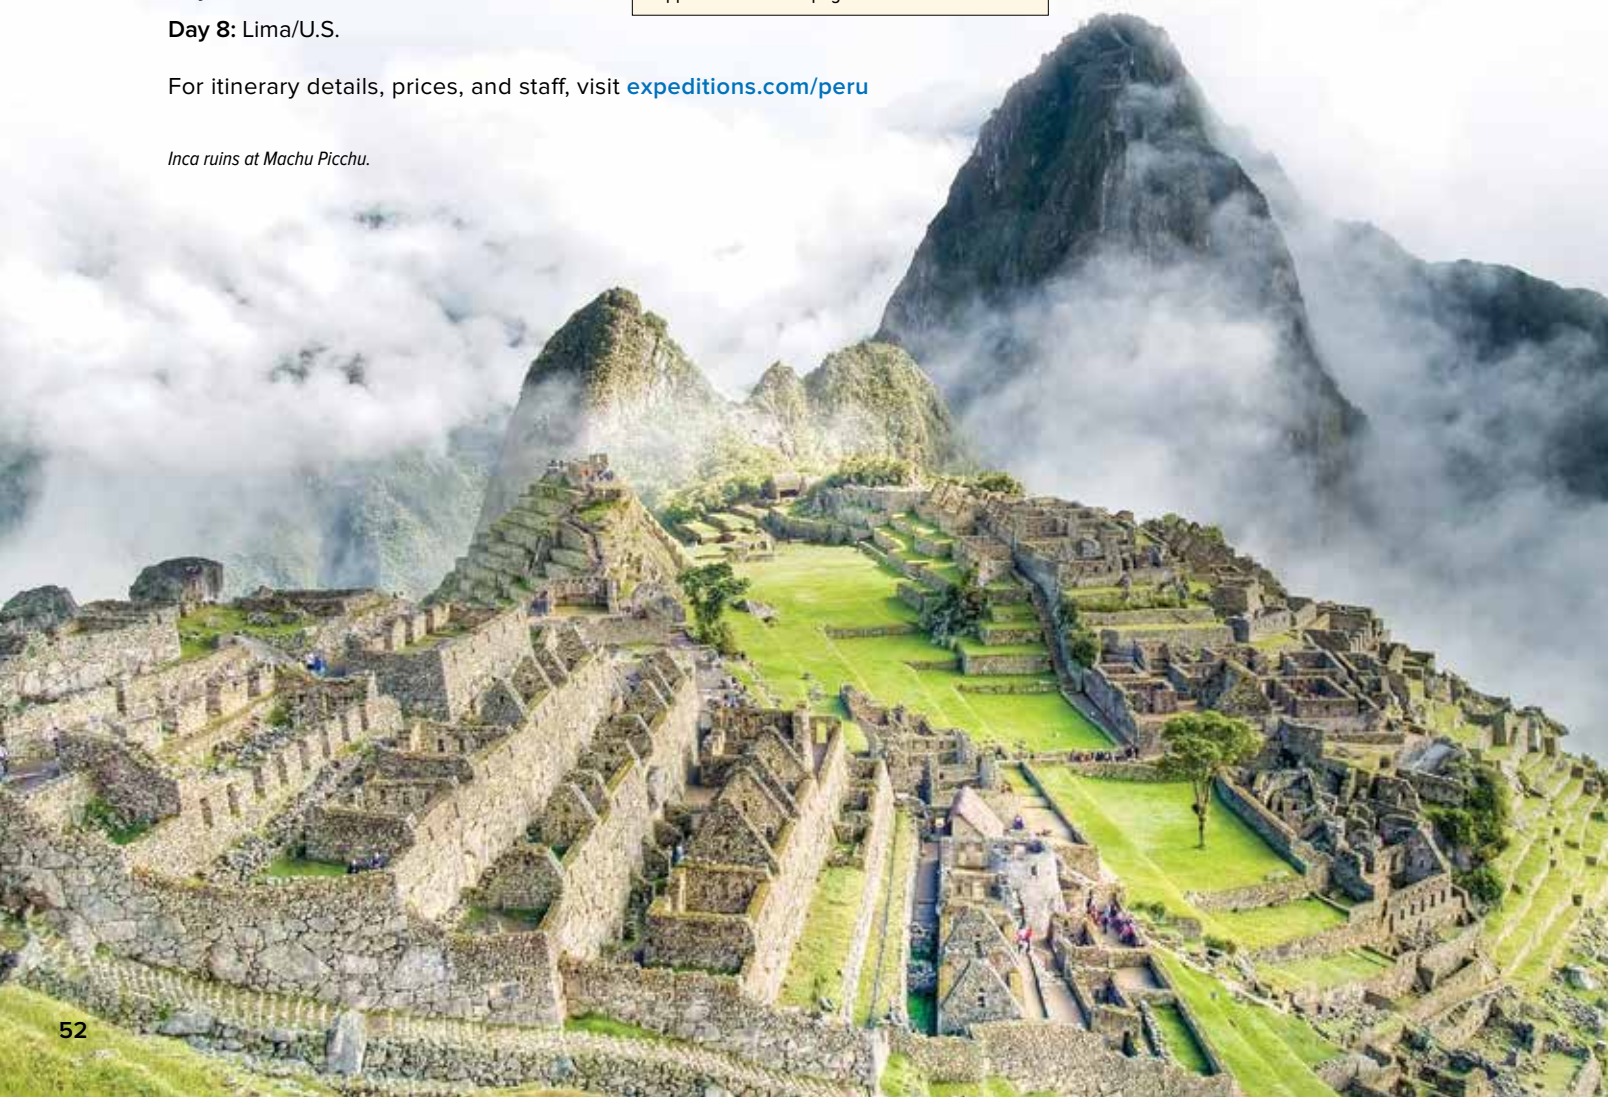 Day 8: Lima/U.S.
For itinerary details, prices, and staff, visit expeditions.com/peru
Inca ruins at Machu Picchu.
52